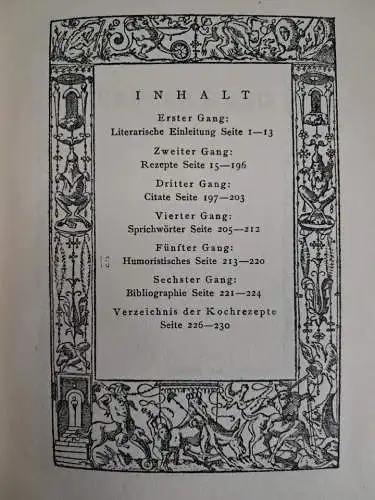 INHALT
Erster Gang:
Literarische Einleitung Seite 1—13
Zweiter Gang:
Rezepte Seite 15—196
Dritter Gang:
Citate Seite 197—203
Vierter Gang:
Sprichwörter Seite 205—212
Fünfter Gang:
Humoristisches Seite 213—220
Sechster Gang:
Bibliographie Seite 221—224
Verzeichnis der Kochrezepte
Seite 226—230